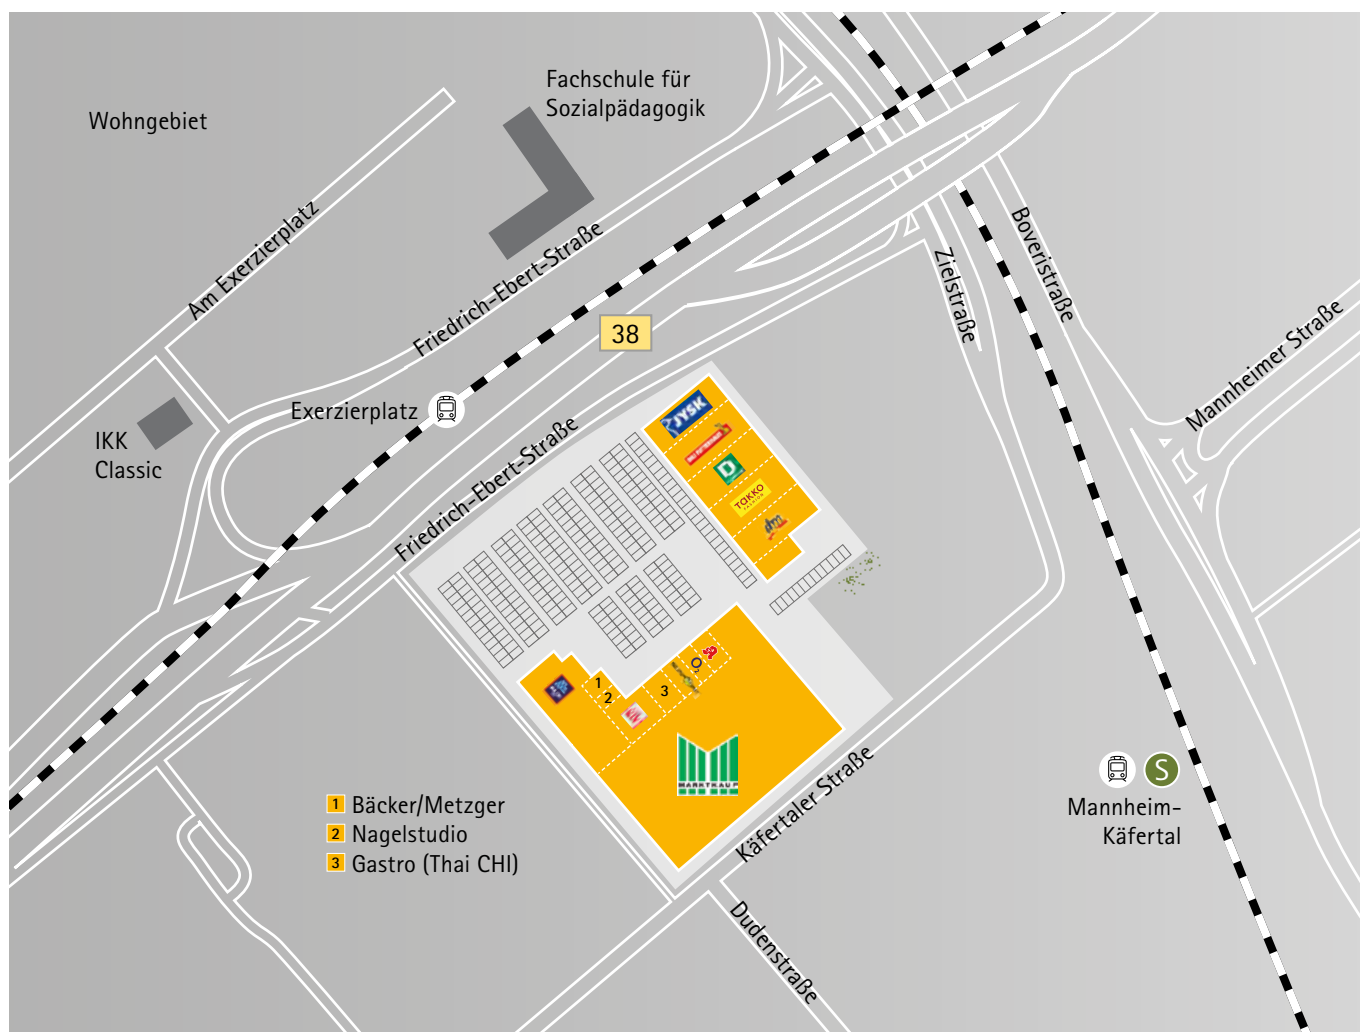 Fachschule für
Sozialpädagogik
Wohngebiet
Am Exerzierplatz
Friedrich-Ebert-Straße
Boveristraße
Zielstraße
38
Mannheimer Straße
Exerzierplatz
IKK
Classic
JYSK
Friedrich-Ebert-Straße
D
TAKKO
FASHION
dm
1
2
3
MARKTKAUF
S
Mannheim-
Käfertal
Käfertaler Straße
1 Bäcker/Metzger
2 Nagelstudio
3 Gastro (Thai CHI)
Dudenstraße